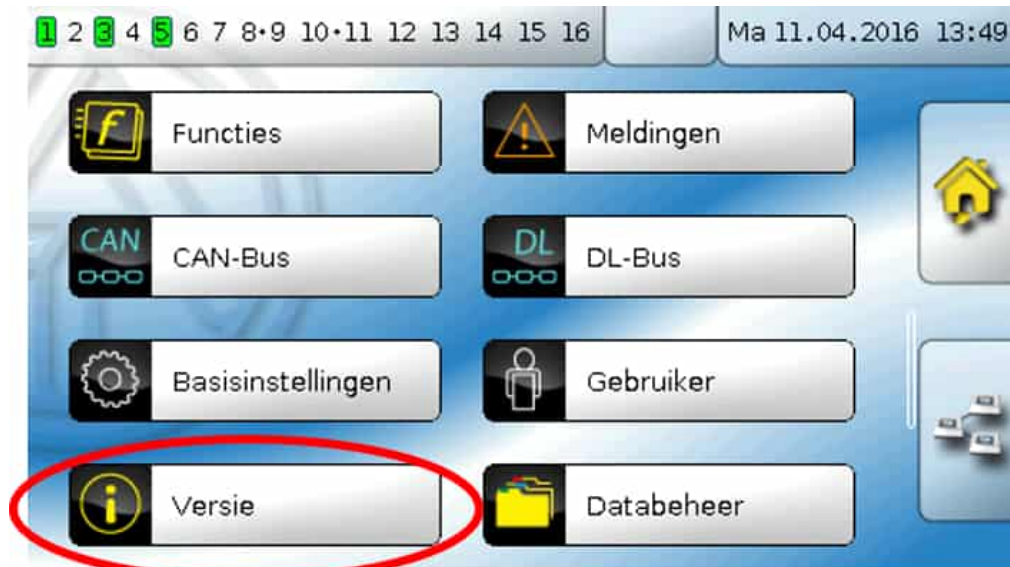 1 2 3 4 5 6 7 8·9 10·11 12 13 14 15 16
Ma 11.04.2016 13:49
f Functies
Meldingen
CAN CAN-Bus
DL DL-Bus
Basisinstellingen
Gebruiker
i Versie
Databeheer